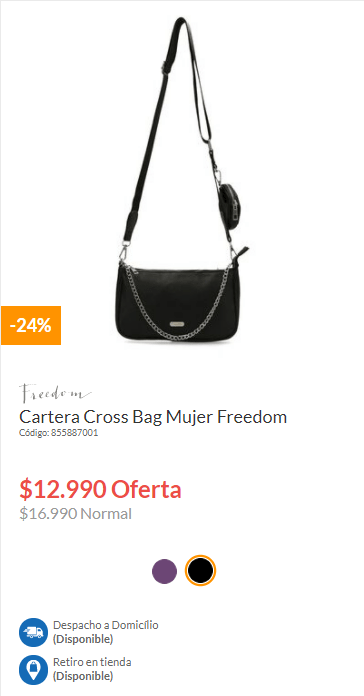 -24%
Freedom
Cartera Cross Bag Mujer Freedom
Código: 855887001
$12.990 Oferta
$16.990 Normal
Despacho a Domicilio
(Disponible)
Retiro en tienda
(Disponible)